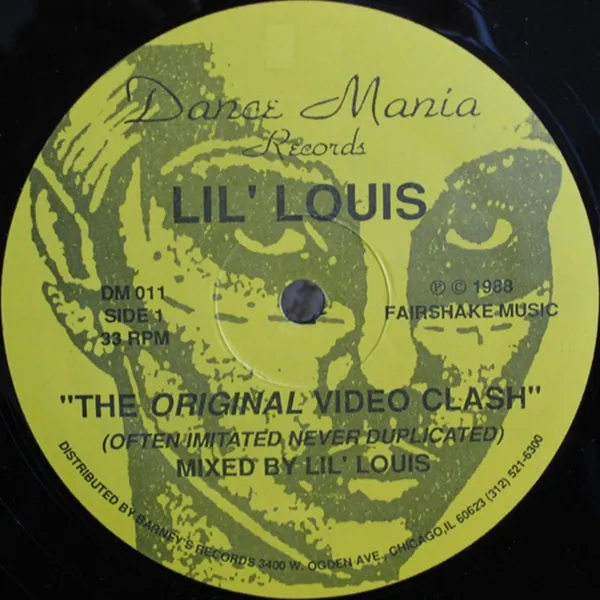 Dance Mania
Records
LIL' LOUIS
DM 011
SIDE 1
33 RPM
℗ © 1988
FAIRSHAKE MUSIC
"THE ORIGINAL VIDEO CLASH"
(OFTEN IMITATED NEVER DUPLICATED)
MIXED BY LIL' LOUIS
DISTRIBUTED BY BARNEY'S RECORDS 3400 W. OGDEN AVE., CHICAGO, IL 60623 (312) 521-6300